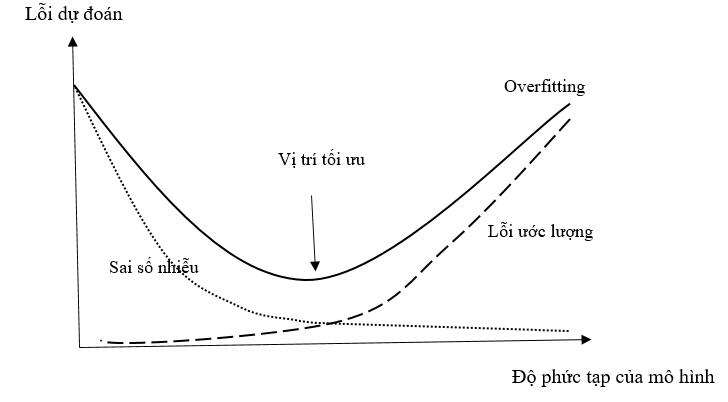 Lỗi dự đoán
Overfitting
Vị trí tối ưu
Lỗi ước lượng
Sai số nhiễu
Độ phức tạp của mô hình